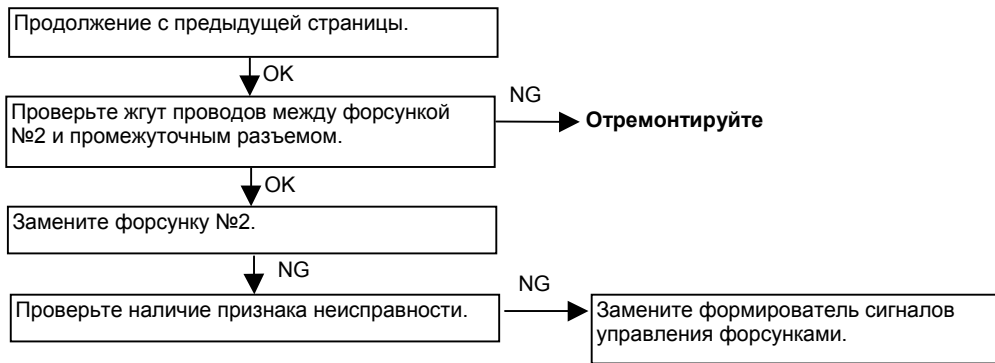 Продолжение с предыдущей страницы.
OK
Проверьте жгут проводов между форсункой
№2 и промежуточным разъемом.
NG
Отремонтируйте
OK
Замените форсунку №2.
NG
Проверьте наличие признака неисправности.
NG
Замените формирователь сигналов
управления форсунками.